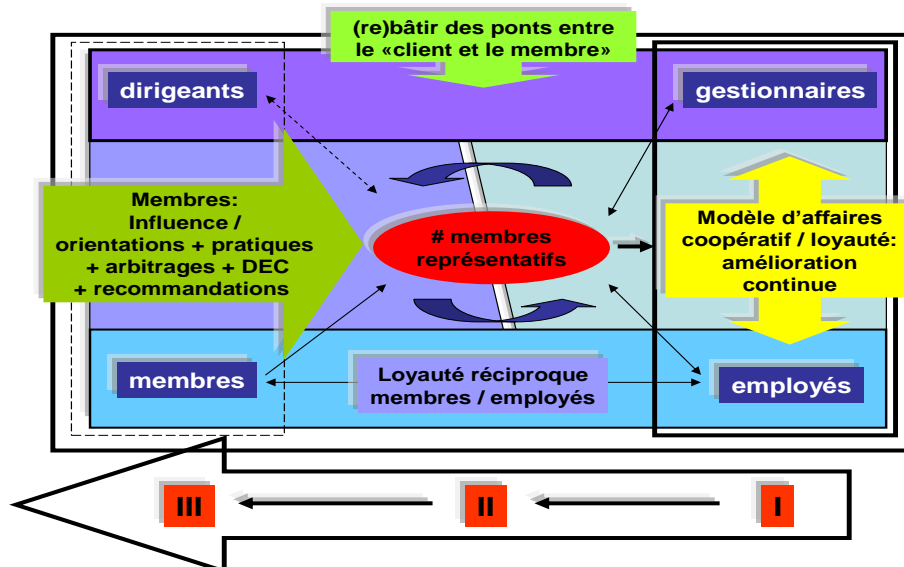 (re)bâtir des ponts entre
le «client et le membre»
dirigeants
gestionnaires
Membres:
Influence /
orientations + pratiques
+ arbitrages + DEC
+ recommandations
# membres
représentatifs
Modèle d'affaires
coopératif / loyauté:
amélioration
continue
membres
Loyauté réciproque
membres / employés
employés
III
II
I